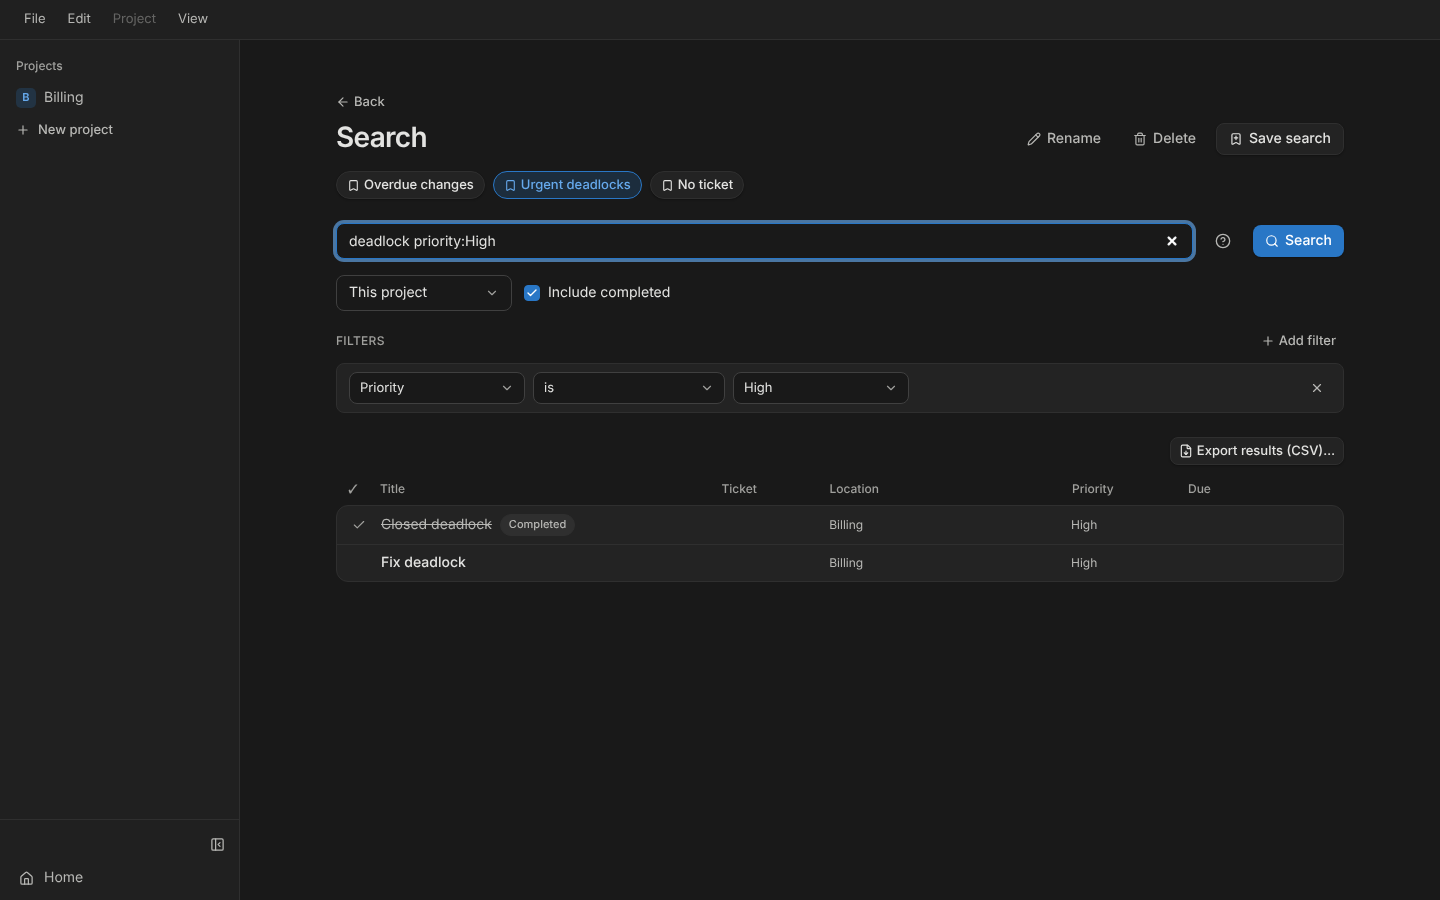 File Edit Project View
Projects
B Billing
New project
Home
Back
Search
Rename Delete Save search
Overdue changes Urgent deadlocks No ticket
deadlock priority:High
Search
This project Include completed
FILTERS Add filter
Priority is High
Export results (CSV)...
✓ Title Ticket Location Priority Due
Closed deadlock Completed Billing High
Fix deadlock Billing High